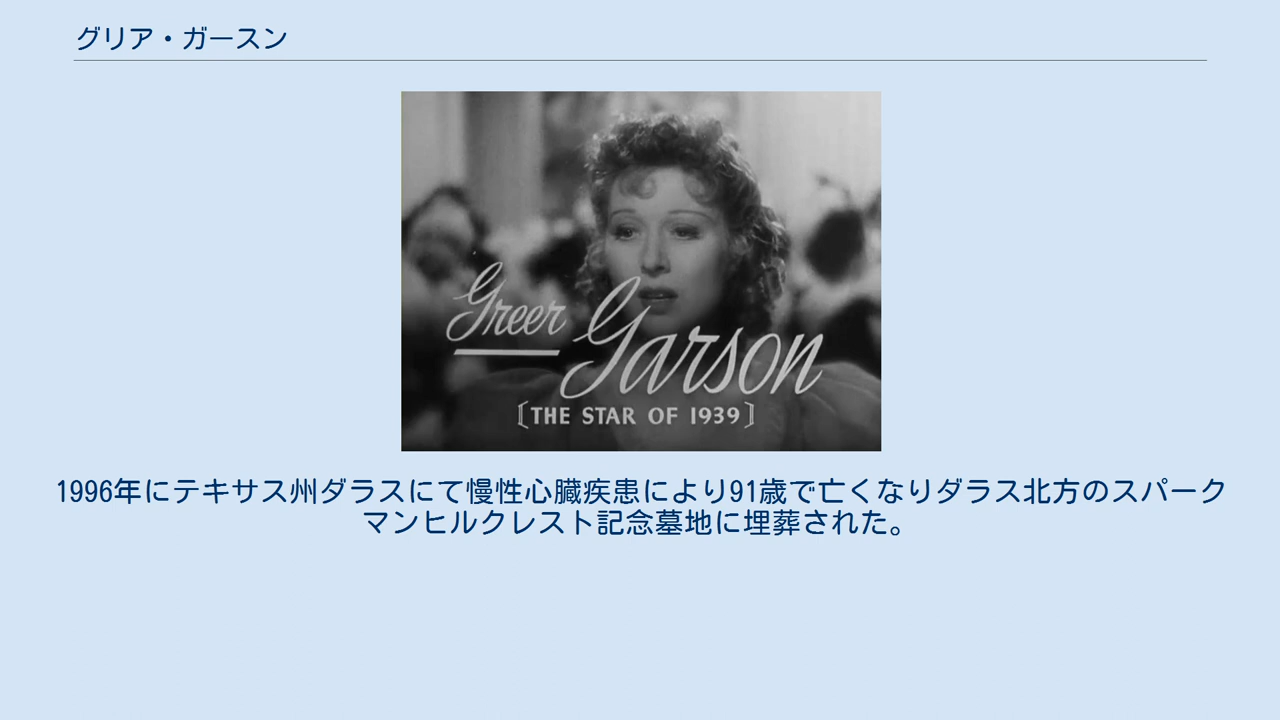 グリア・ガースン
Greer Garson
[THE STAR OF 1939]
1996年にテキサス州ダラスにて慢性心臓疾患により91歳で亡くなりダラス北方のスパーク
マンヒルクレスト記念墓地に埋葬された。